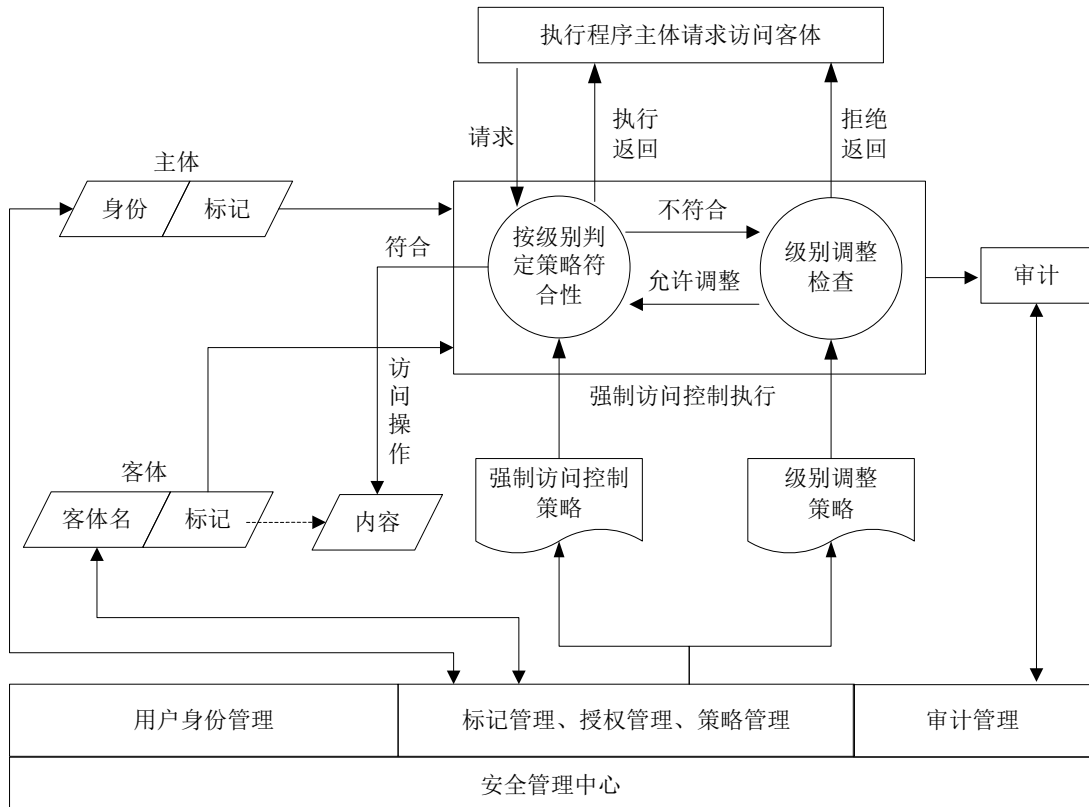 执行程序主体请求访问客体
请求
执行
返回
拒绝
返回
主体
身份
标记
符合
按级别判
定策略符
合性
不符合
允许调整
级别调整
检查
审计
强制访问控制执行
访
问
操
作
客体
客体名
标记
内容
强制访问控制
策略
级别调整
策略
用户身份管理
标记管理、授权管理、策略管理
审计管理
安全管理中心